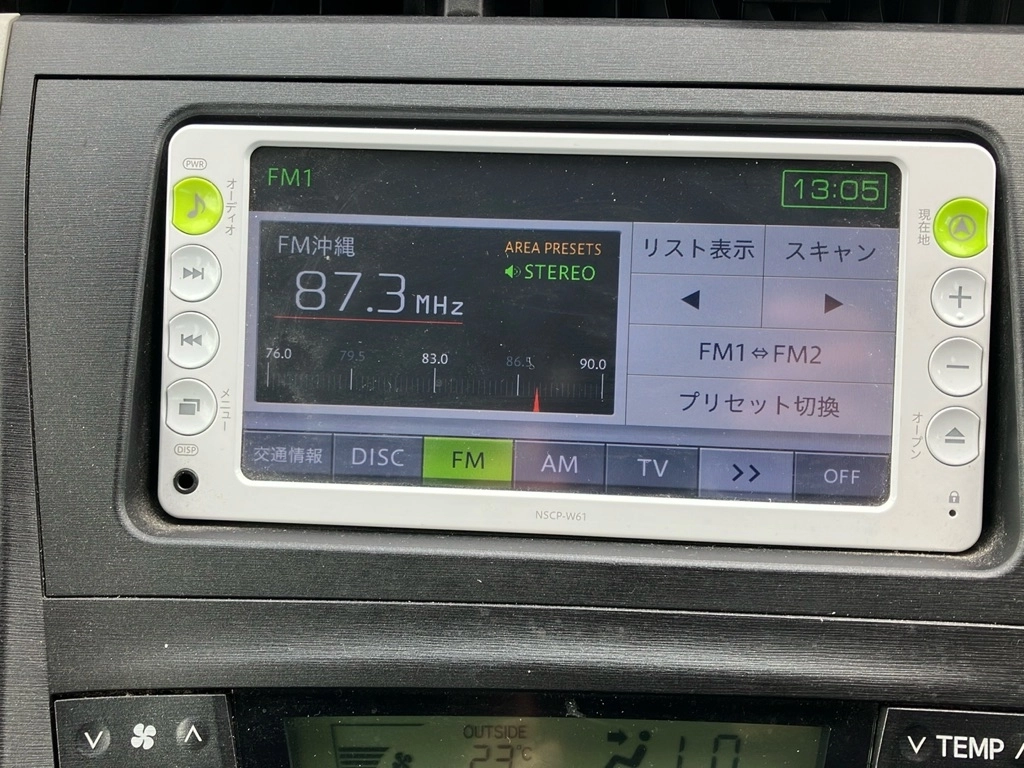 PWR
オーディオ
FM1
13:05
現在地
FM沖縄
AREA PRESETS
STEREO
87.3 MHz
76.0 79.5 83.0 86.5 90.0
リスト表示 スキャン
FM1⇔FM2
プリセット切換
メニュー
DISP
オープン
交通情報 DISC FM AM TV >> OFF
NSCP-W61
OUTSIDE
23℃
TEMP